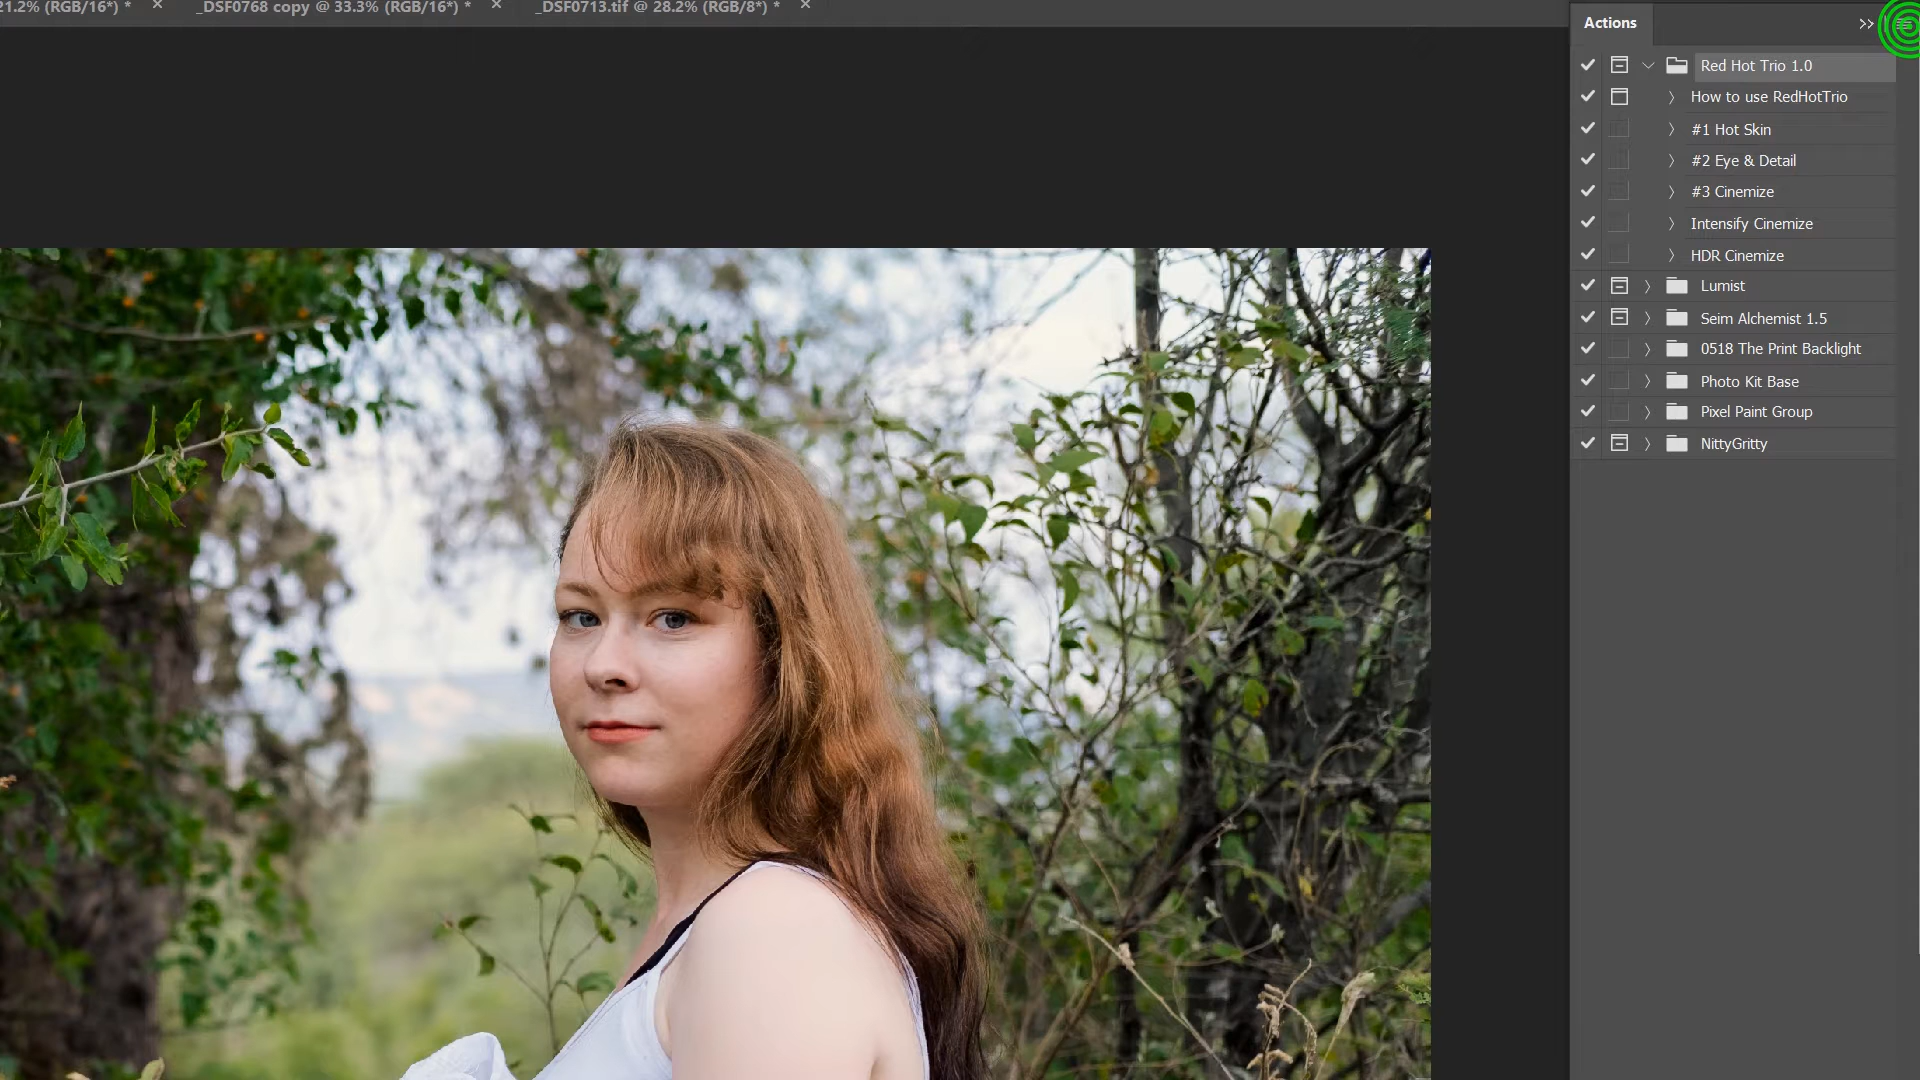 21.2% (RGB/16*) *
_DSF0768 copy @ 33.3% (RGB/16*) *
_DSF0713.tif @ 28.2% (RGB/8*) *
Actions
Red Hot Trio 1.0
How to use RedHotTrio
#1 Hot Skin
#2 Eye & Detail
#3 Cinemize
Intensify Cinemize
HDR Cinemize
Lumist
Seim Alchemist 1.5
0518 The Print Backlight
Photo Kit Base
Pixel Paint Group
NittyGritty